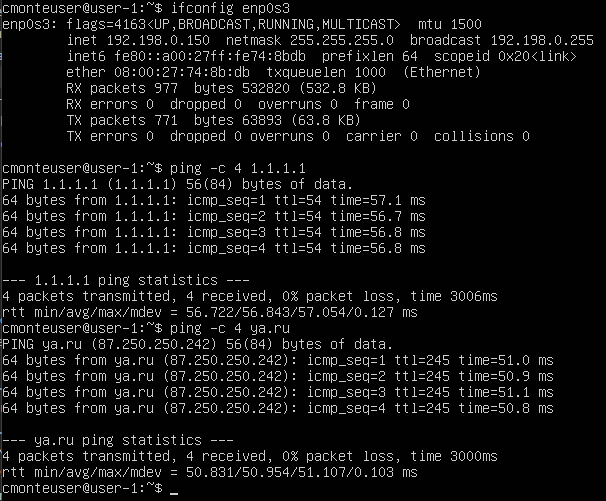 cmonteuser@user-1:~$ ifconfig enp0s3
enp0s3: flags=4163<UP,BROADCAST,RUNNING,MULTICAST>  mtu 1500
        inet 192.198.0.150  netmask 255.255.255.0  broadcast 192.198.0.255
        inet6 fe80::a00:27ff:fe74:8bdb  prefixlen 64  scopeid 0x20<link>
        ether 08:00:27:74:8b:db  txqueuelen 1000  (Ethernet)
        RX packets 977  bytes 532820 (532.8 KB)
        RX errors 0  dropped 0  overruns 0  frame 0
        TX packets 771  bytes 63893 (63.8 KB)
        TX errors 0  dropped 0 overruns 0  carrier 0  collisions 0
cmonteuser@user-1:~$ ping -c 4 1.1.1.1
PING 1.1.1.1 (1.1.1.1) 56(84) bytes of data.
64 bytes from 1.1.1.1: icmp_seq=1 ttl=54 time=57.1 ms
64 bytes from 1.1.1.1: icmp_seq=2 ttl=54 time=56.7 ms
64 bytes from 1.1.1.1: icmp_seq=3 ttl=54 time=56.8 ms
64 bytes from 1.1.1.1: icmp_seq=4 ttl=54 time=56.8 ms
--- 1.1.1.1 ping statistics ---
4 packets transmitted, 4 received, 0% packet loss, time 3006ms
rtt min/avg/max/mdev = 56.722/56.843/57.054/0.127 ms
cmonteuser@user-1:~$ ping -c 4 ya.ru
PING ya.ru (87.250.250.242) 56(84) bytes of data.
64 bytes from ya.ru (87.250.250.242): icmp_seq=1 ttl=245 time=51.0 ms
64 bytes from ya.ru (87.250.250.242): icmp_seq=2 ttl=245 time=50.9 ms
64 bytes from ya.ru (87.250.250.242): icmp_seq=3 ttl=245 time=51.1 ms
64 bytes from ya.ru (87.250.250.242): icmp_seq=4 ttl=245 time=50.8 ms
--- ya.ru ping statistics ---
4 packets transmitted, 4 received, 0% packet loss, time 3000ms
rtt min/avg/max/mdev = 50.831/50.954/51.107/0.103 ms
cmonteuser@user-1:~$ _